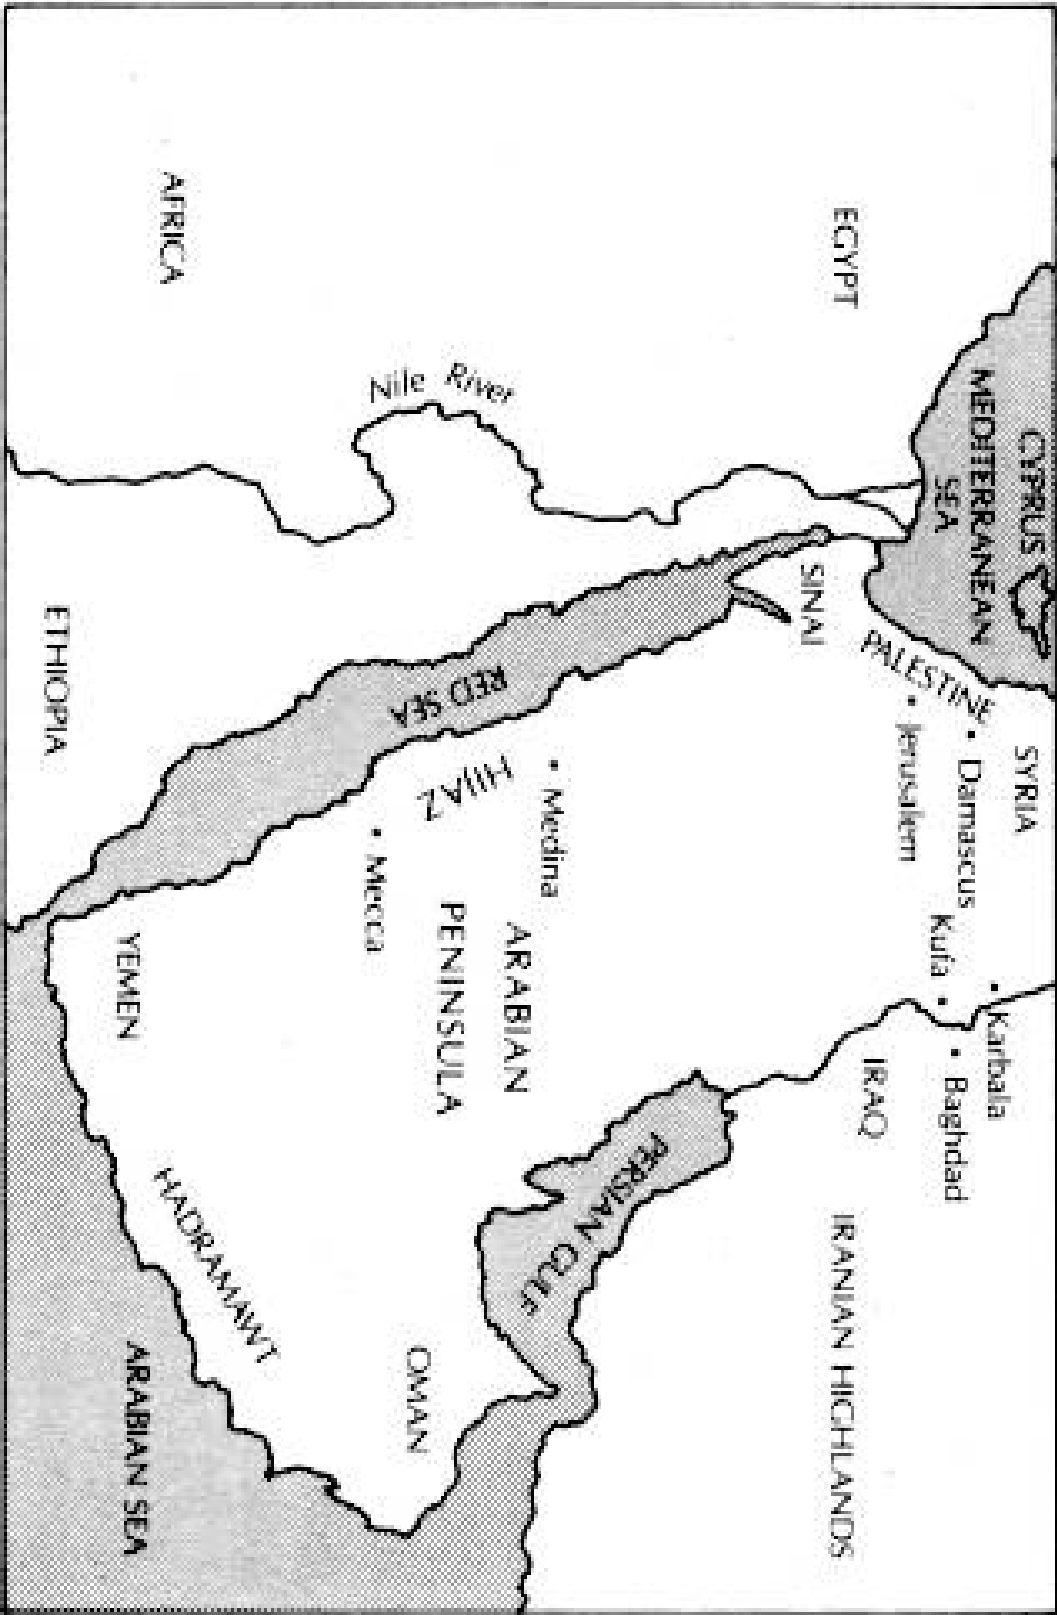 CYPRUS
MEDITERRANEAN
SEA
SYRIA
Karbala
Damascus
Baghdad
Kufa
PALESTINE
Jerusalem
IRAQ
EGYPT
IRANIAN HIGHLANDS
SINAI
PERSIAN GULF
Medina
ARABIAN
PENINSULA
Nile River
RED SEA
HIJAZ
Mecca
OMAN
AFRICA
HADRAMAWT
YEMEN
ARABIAN SEA
ETHIOPIA